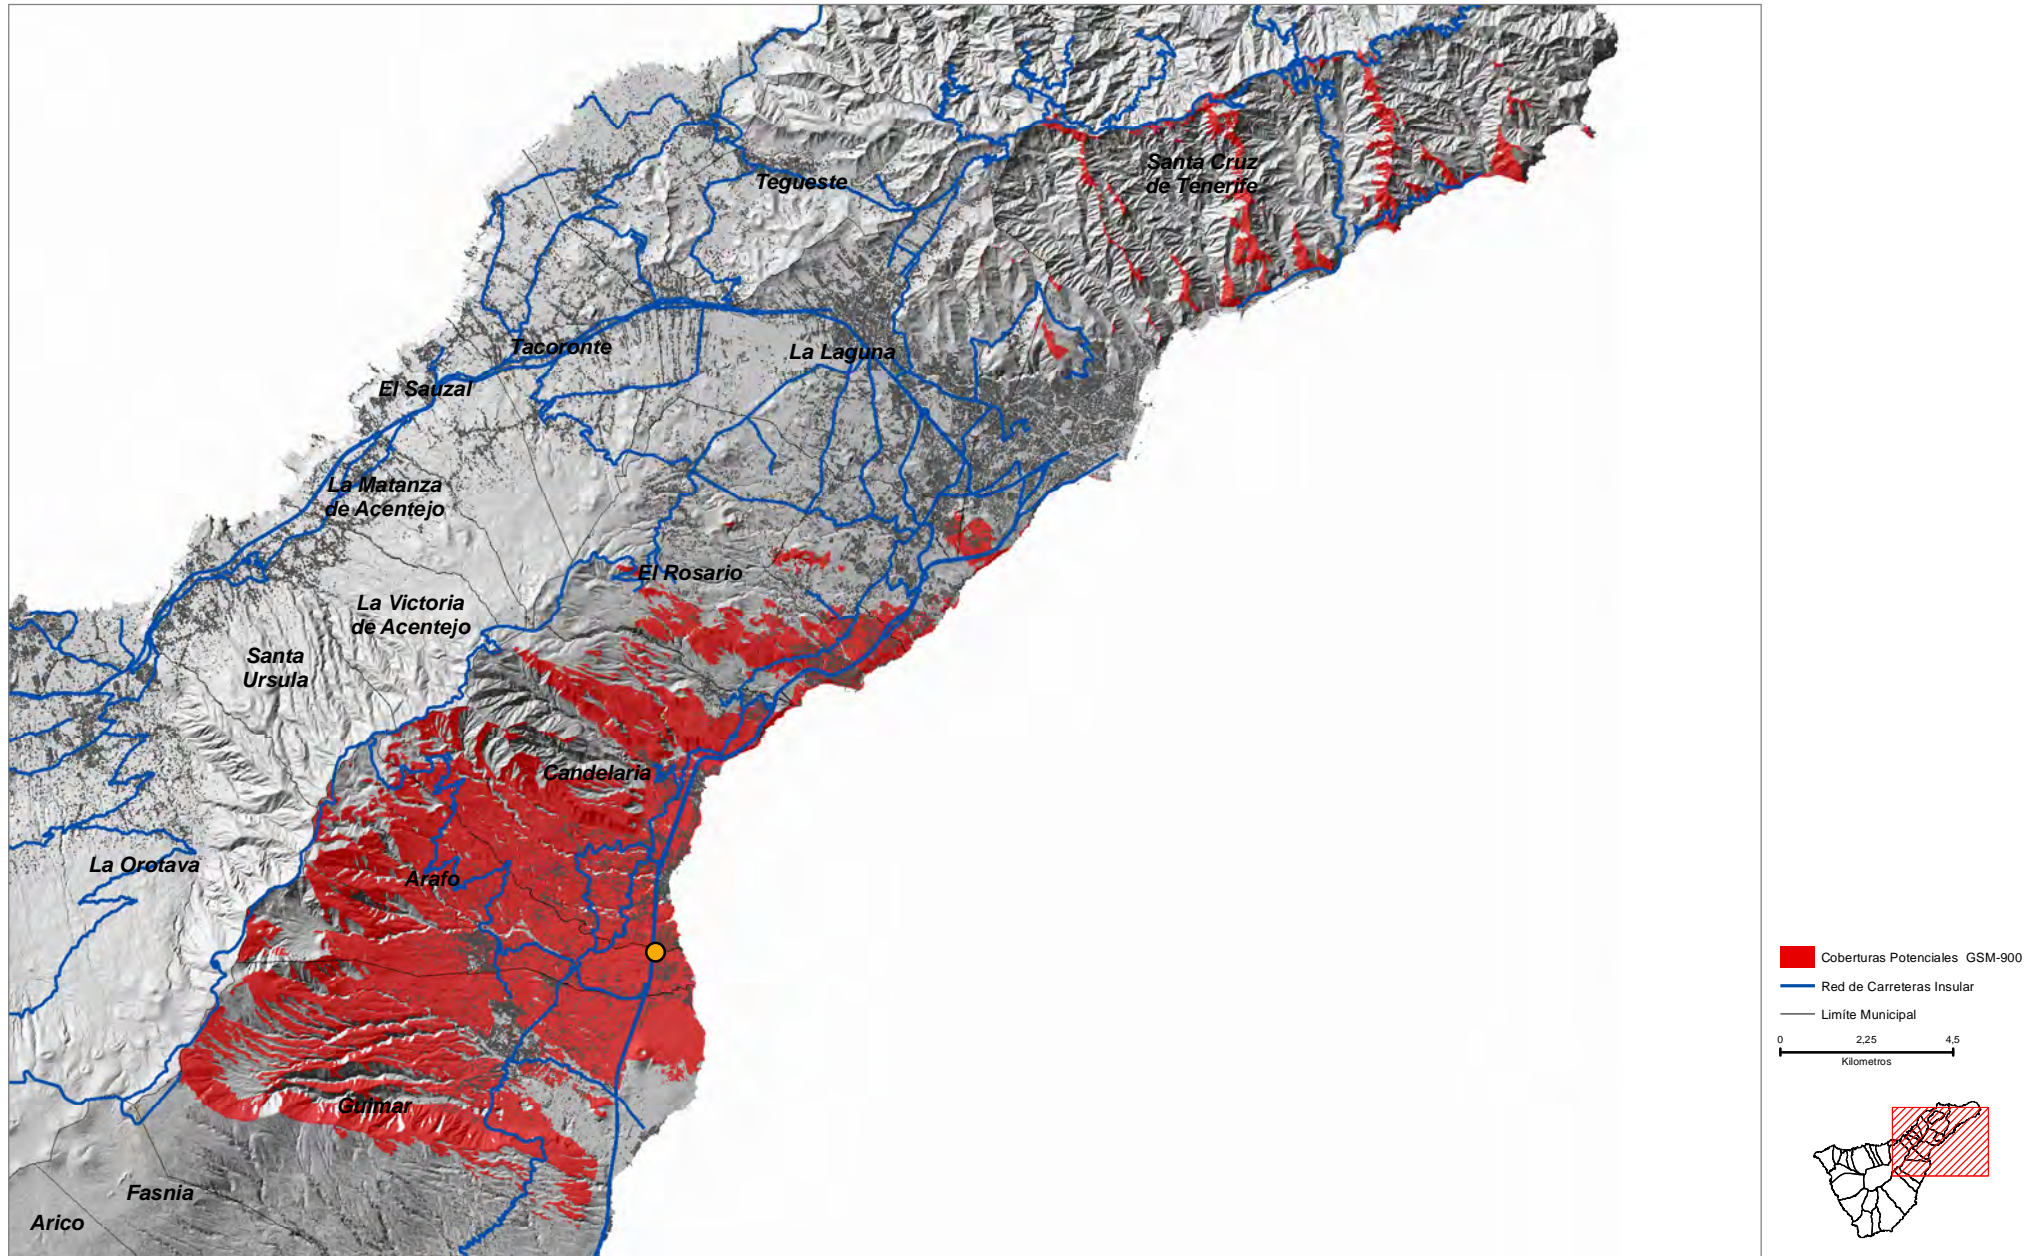 Santa Cruz
de Tenerife
Tegueste
Tacoronte
La Laguna
El Sauzal
La Matanza
de Acentejo
El Rosario
La Victoria
de Acentejo
Santa
Ursula
Candelaria
La Orotava
Arafo
Guimar
Fasnia
Arico
Coberturas Potenciales GSM-900
Red de Carreteras Insular
Limíte Municipal
0 2,25 4,5
Kilometros